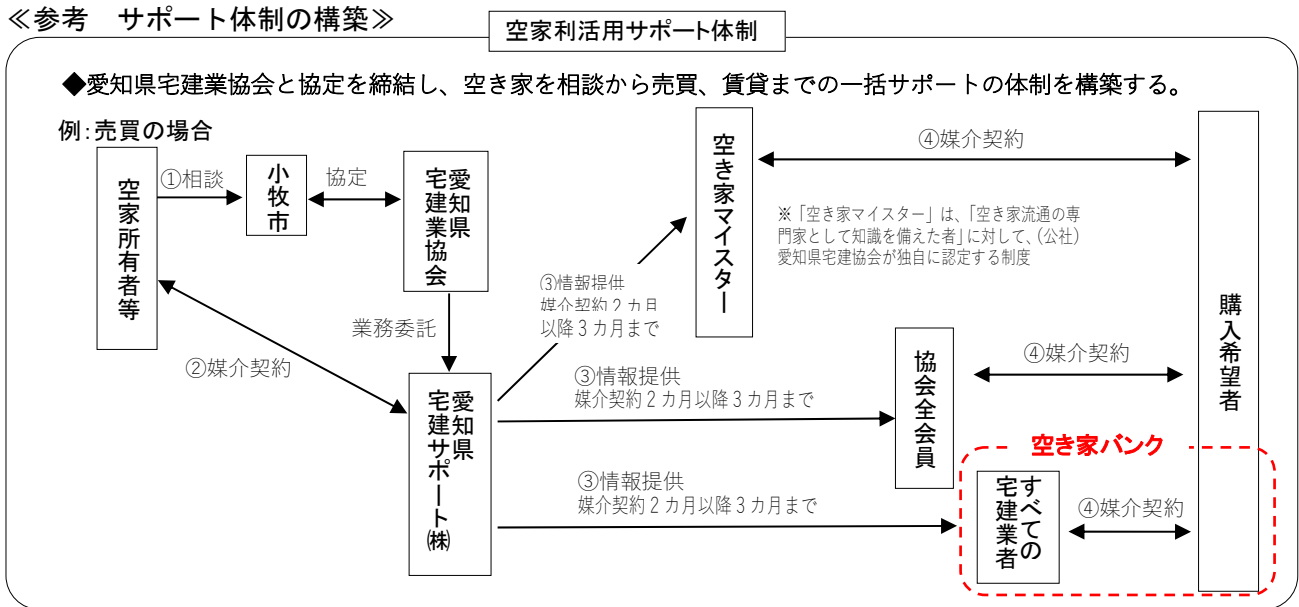 ≪参考　サポート体制の構築≫
空家利活用サポート体制
◆愛知県宅建業協会と協定を締結し、空き家を相談から売買、賃貸までの一括サポートの体制を構築する。
例：売買の場合
空家所有者等
①相談
小牧市
協定
愛知県
宅建業協会
業務委託
②媒介契約
愛知県
宅建サポート㈱
③情報提供
媒介契約２カ月
以降３カ月まで
空き家マイスター
④媒介契約
※「空き家マイスター」は、「空き家流通の専
門家として知識を備えた者」に対して、（公社）
愛知県宅建協会が独自に認定する制度
③情報提供
媒介契約２カ月以降３カ月まで
協会全会員
④媒介契約
購入希望者
空き家バンク
③情報提供
媒介契約２カ月以降３カ月まで
すべての
宅建業者
④媒介契約